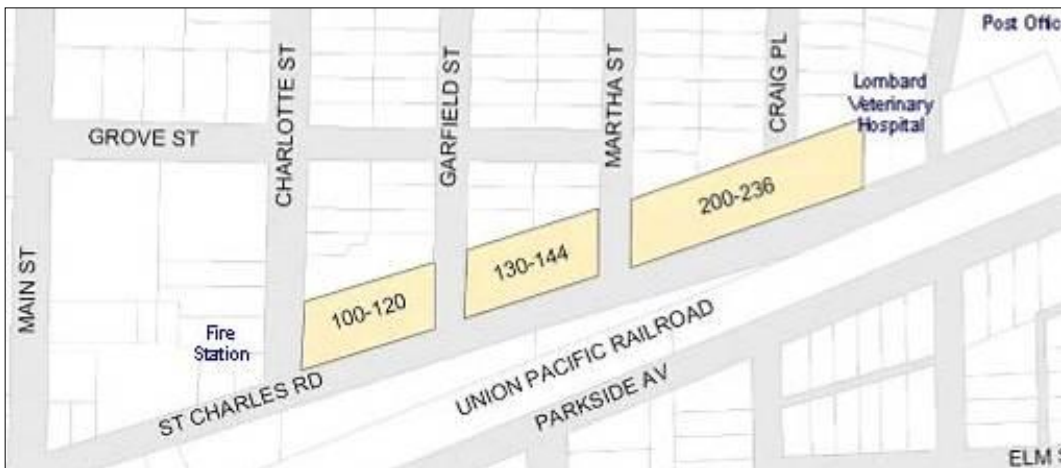 Post Offic
Lombard
Veterinary
Hospital
CRAIG PL
MARTHA ST
GARFIELD ST
CHARLOTTE ST
GROVE ST
MAIN ST
200-236
130-144
100-120
Fire
Station
ST CHARLES RD
UNION PACIFIC RAILROAD
PARKSIDE AV
ELM